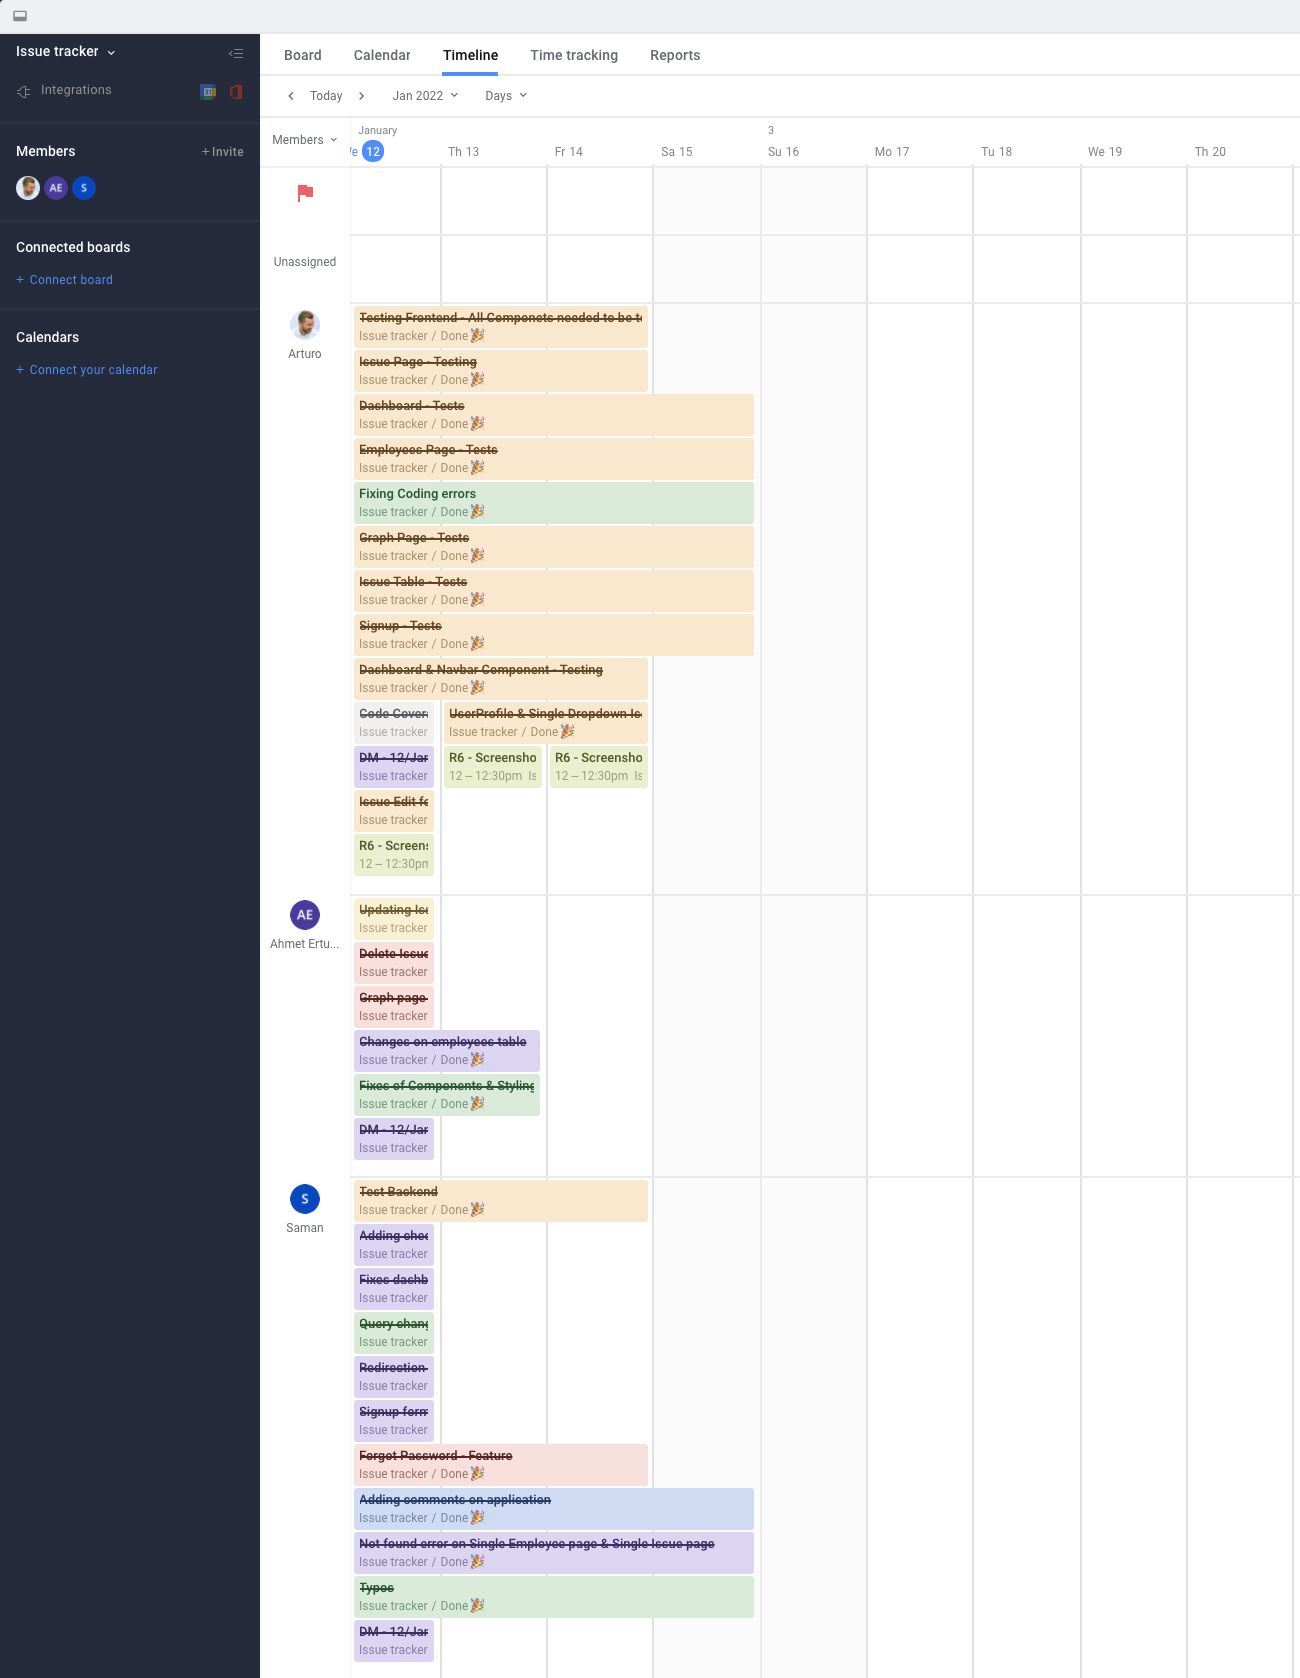 Issue tracker
Integrations
31
Members
+ Invite
AE
S
Connected boards
+ Connect board
Calendars
+ Connect your calendar
Board Calendar Timeline Time tracking Reports
Today Jan 2022 Days
Members
January 3
12 Th 13 Fr 14 Sa 15 Su 16 Mo 17 Tu 18 We 19 Th 20
Unassigned
Arturo
Testing Frontend - All Componets needed to be
Issue tracker / Done
Issue Page - Testing
Issue tracker / Done
Dashboard - Tests
Issue tracker / Done
Employees Page - Tests
Issue tracker / Done
Fixing Coding errors
Issue tracker / Done
Graph Page - Tests
Issue tracker / Done
Issue Table - Tests
Issue tracker / Done
Signup - Tests
Issue tracker / Done
Dashboard & Navbar Component - Testing
Issue tracker / Done
Code Cover UserProfile & Single Dropdown Is
Issue tracker Issue tracker / Done
DM - 12/Jan R6 - Screensho R6 - Screensho
Issue tracker 12 – 12:30pm Is 12 – 12:30pm Is
Issue Edit fo
Issue tracker
R6 - Screens
12 – 12:30pm
AE
Ahmet Ertu...
Updating Iss
Issue tracker
Delete Issue
Issue tracker
Graph page
Issue tracker
Changes on employees table
Issue tracker / Done
Fixes of Components & Styling
Issue tracker / Done
DM - 12/Jan
Issue tracker
S
Saman
Test Backend
Issue tracker / Done
Adding chec
Issue tracker
Fixes dashb
Issue tracker
Query chang
Issue tracker
Redirection
Issue tracker
Signup form
Issue tracker
Forgot Password - Feature
Issue tracker / Done
Adding comments on application
Issue tracker / Done
Not found error on Single Employee page & Single Issue page
Issue tracker / Done
Typos
Issue tracker / Done
DM - 12/Jan
Issue tracker